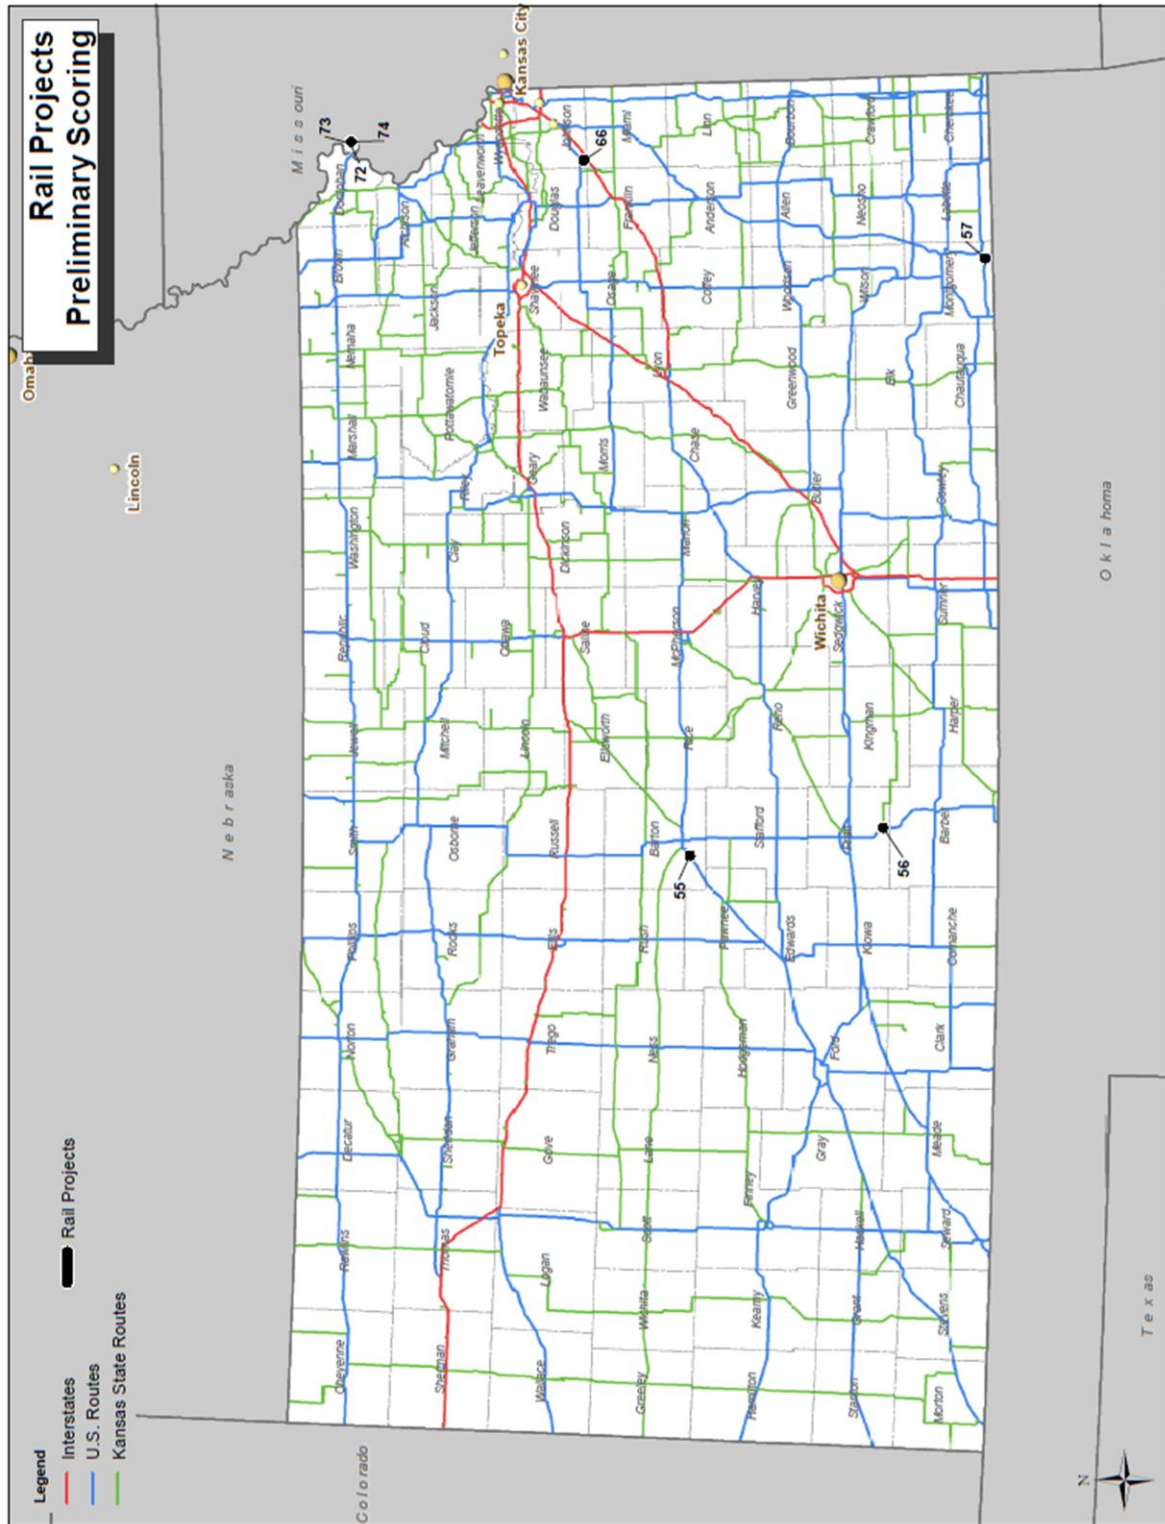 Rail Projects
Preliminary Scoring
Omah
Lincoln
Nebraska
Missouri
Colorado
Oklahoma
Texas
Kansas City
Topeka
Wichita
73
72
74
66
57
55
56
Cheyenne
Rawlins
Decatur
Norton
Phillips
Smith
Jewell
Republic
Washington
Marshall
Nemaha
Brown
Doniphan
Sherman
Thomas
Sheridan
Graham
Rocks
Osborne
Mitchell
Cloud
Clay
Riley
Pottawatomie
Jackson
Atchison
Jefferson
Leavenworth
Wallace
Logan
Gove
Trego
Ellis
Russell
Lincoln
Ottawa
Saline
Dickinson
Geary
Wabaunsee
Shawnee
Douglas
Johnson
Greeley
Wichita
Scott
Lane
Ness
Rush
Barton
Ellsworth
Rice
McPherson
Marion
Morris
Chase
Lyon
Osage
Franklin
Miami
Hamilton
Kearny
Finney
Hodgeman
Pawnee
Edwards
Stafford
Reno
Harvey
Butler
Greenwood
Coffey
Woodson
Anderson
Allen
Linn
Bourbon
Stanton
Grant
Haskell
Gray
Ford
Kiowa
Pratt
Kingman
Sedgwick
Elk
Wilson
Neosho
Crawford
Morton
Stevens
Seward
Meade
Clark
Comanche
Barber
Harper
Sumner
Cowley
Chautauqua
Montgomery
Labette
Cherokee
Legend
Interstates
U.S. Routes
Kansas State Routes
Rail Projects
N